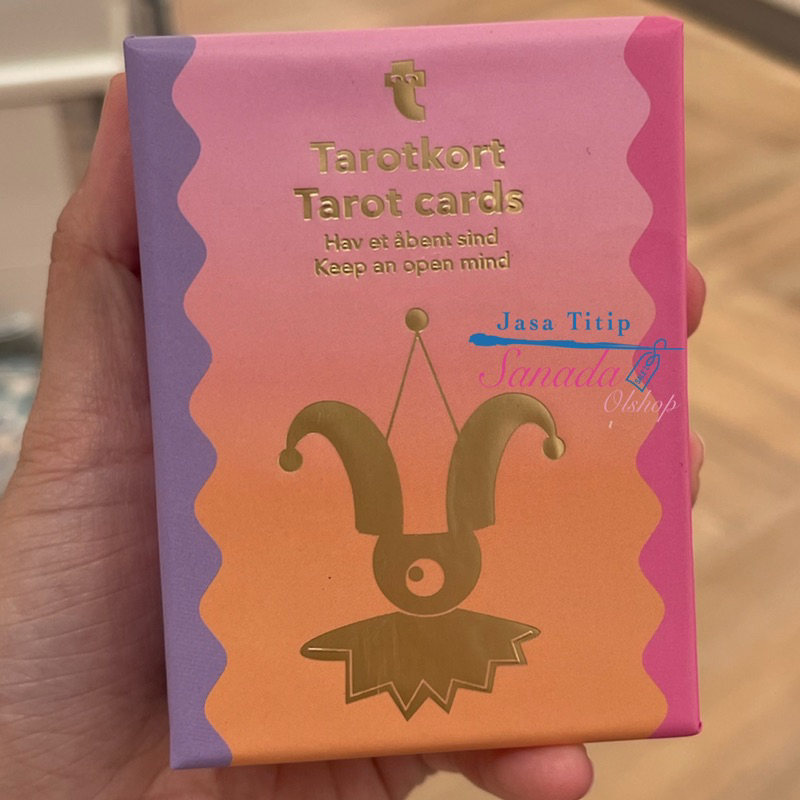 t
Tarotkort
Tarot cards
Hav et åbent sind
Keep an open mind
Jasa Titip
Sanada
Olshop